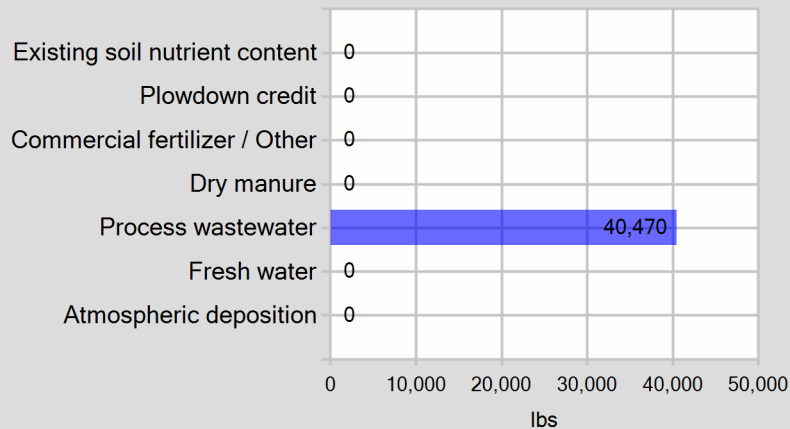 Existing soil nutrient content 0
Plowdown credit 0
Commercial fertilizer / Other 0
Dry manure 0
Process wastewater 40,470
Fresh water 0
Atmospheric deposition 0
0 10,000 20,000 30,000 40,000 50,000
lbs